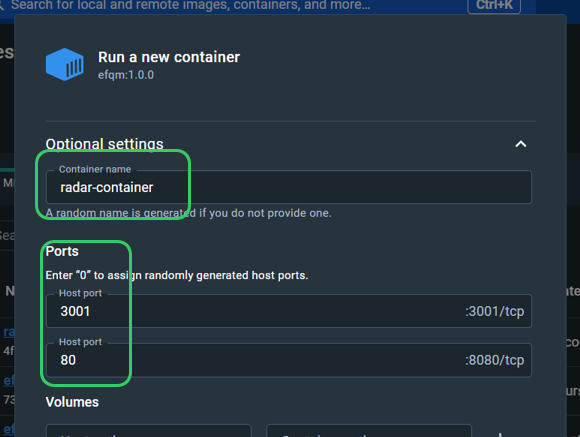 Search for local and remote images, containers, and more...
Ctrl+K
Run a new container
efqm:1.0.0
Optional settings
Container name
radar-container
A random name is generated if you do not provide one.
Ports
Enter “0” to assign randomly generated host ports.
Host port
3001
:3001/tcp
Host port
80
:8080/tcp
Volumes